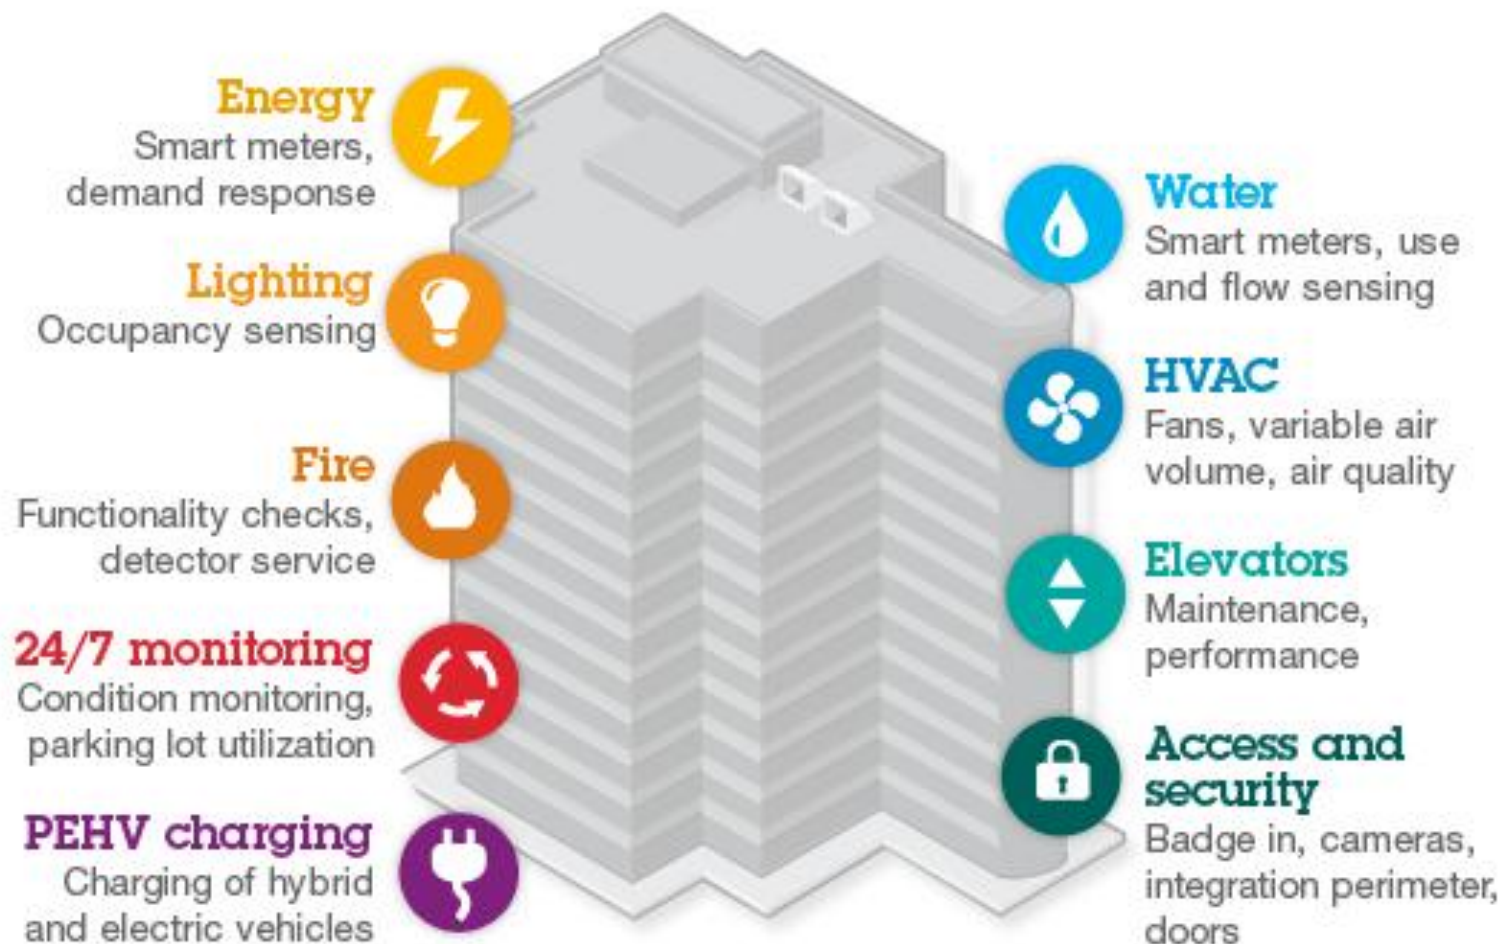 Energy
Smart meters,
demand response
Lighting
Occupancy sensing
Fire
Functionality checks,
detector service
24/7 monitoring
Condition monitoring,
parking lot utilization
PEHV charging
Charging of hybrid
and electric vehicles
Water
Smart meters, use
and flow sensing
HVAC
Fans, variable air
volume, air quality
Elevators
Maintenance,
performance
Access and
security
Badge in, cameras,
integration perimeter,
doors